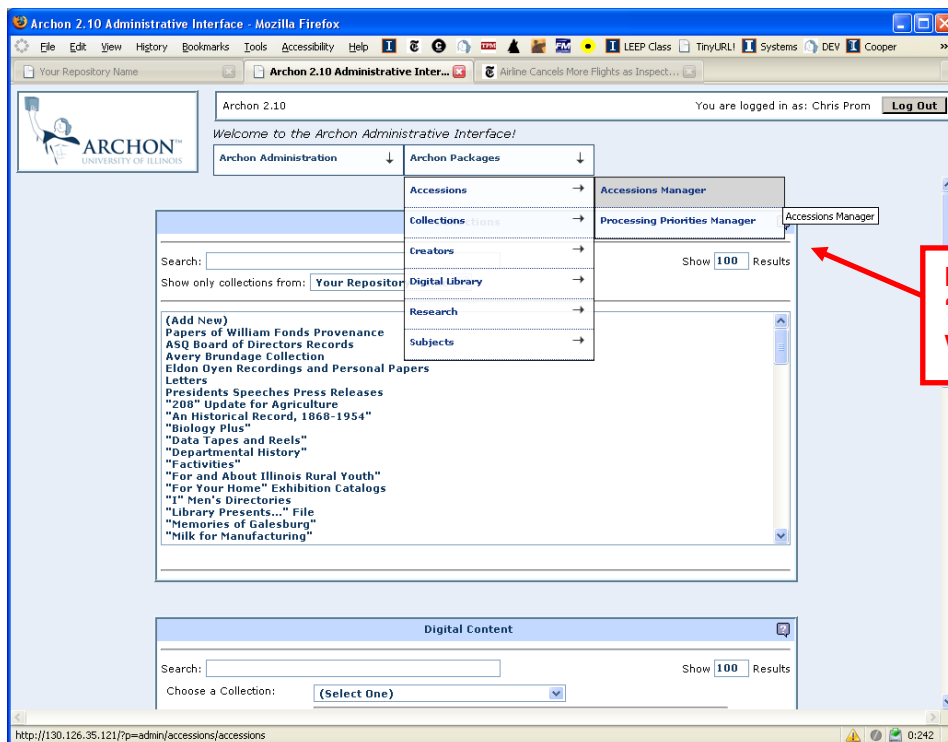 Archon 2.10 Administrative Interface - Mozilla Firefox
File Edit View History Bookmarks Tools Accessibility Help LEEP Class TinyURL! Systems DEV Cooper »
Your Repository Name
Archon 2.10 Administrative Inter...
Airline Cancels More Flights as Inspect...
ARCHON™
UNIVERSITY OF ILLINOIS
Archon 2.10
You are logged in as: Chris Prom
Log Out
Welcome to the Archon Administrative Interface!
Archon Administration ↓
Archon Packages ↓
Accessions →
Accessions Manager
Collections →
Processing Priorities Manager
Accessions Manager
Creators →
Digital Library →
Research →
Subjects →
Search:
Show 100 Results
Show only collections from: Your Repositor
(Add New)
Papers of William Fonds Provenance
ASQ Board of Directors Records
Avery Brundage Collection
Eldon Oyen Recordings and Personal Papers
Letters
Presidents Speeches Press Releases
"208" Update for Agriculture
"An Historical Record, 1868-1954"
"Biology Plus"
"Data Tapes and Reels"
"Departmental History"
"Factivities"
"For and About Illinois Rural Youth"
"For Your Home" Exhibition Catalogs
"I" Men's Directories
"Library Presents..." File
"Memories of Galesburg"
"Milk for Manufacturing"
Digital Content
Search:
Show 100 Results
Choose a Collection: (Select One)
http://130.126.35.121/?p=admin/accessions/accessions
0:242